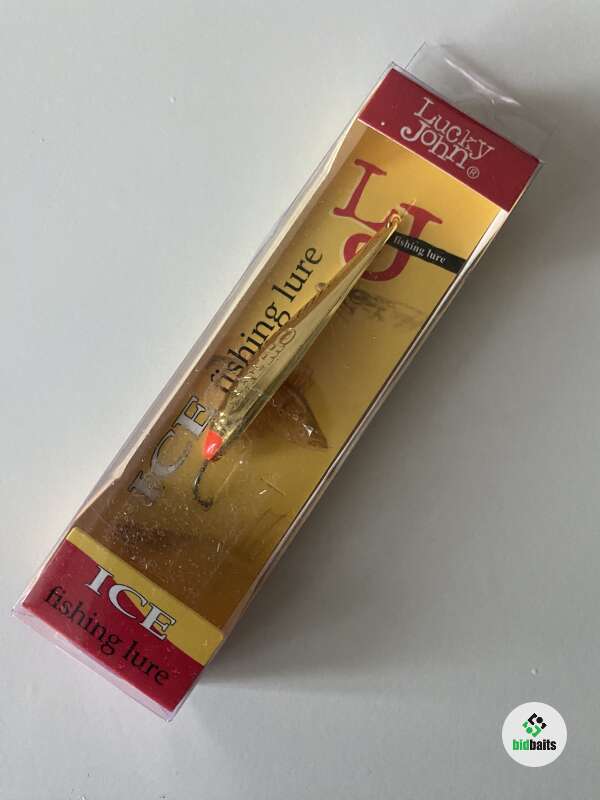 Lucky
John®
LJ
fishing lure
ICE fishing lure
ICE
fishing lure
bidbaits